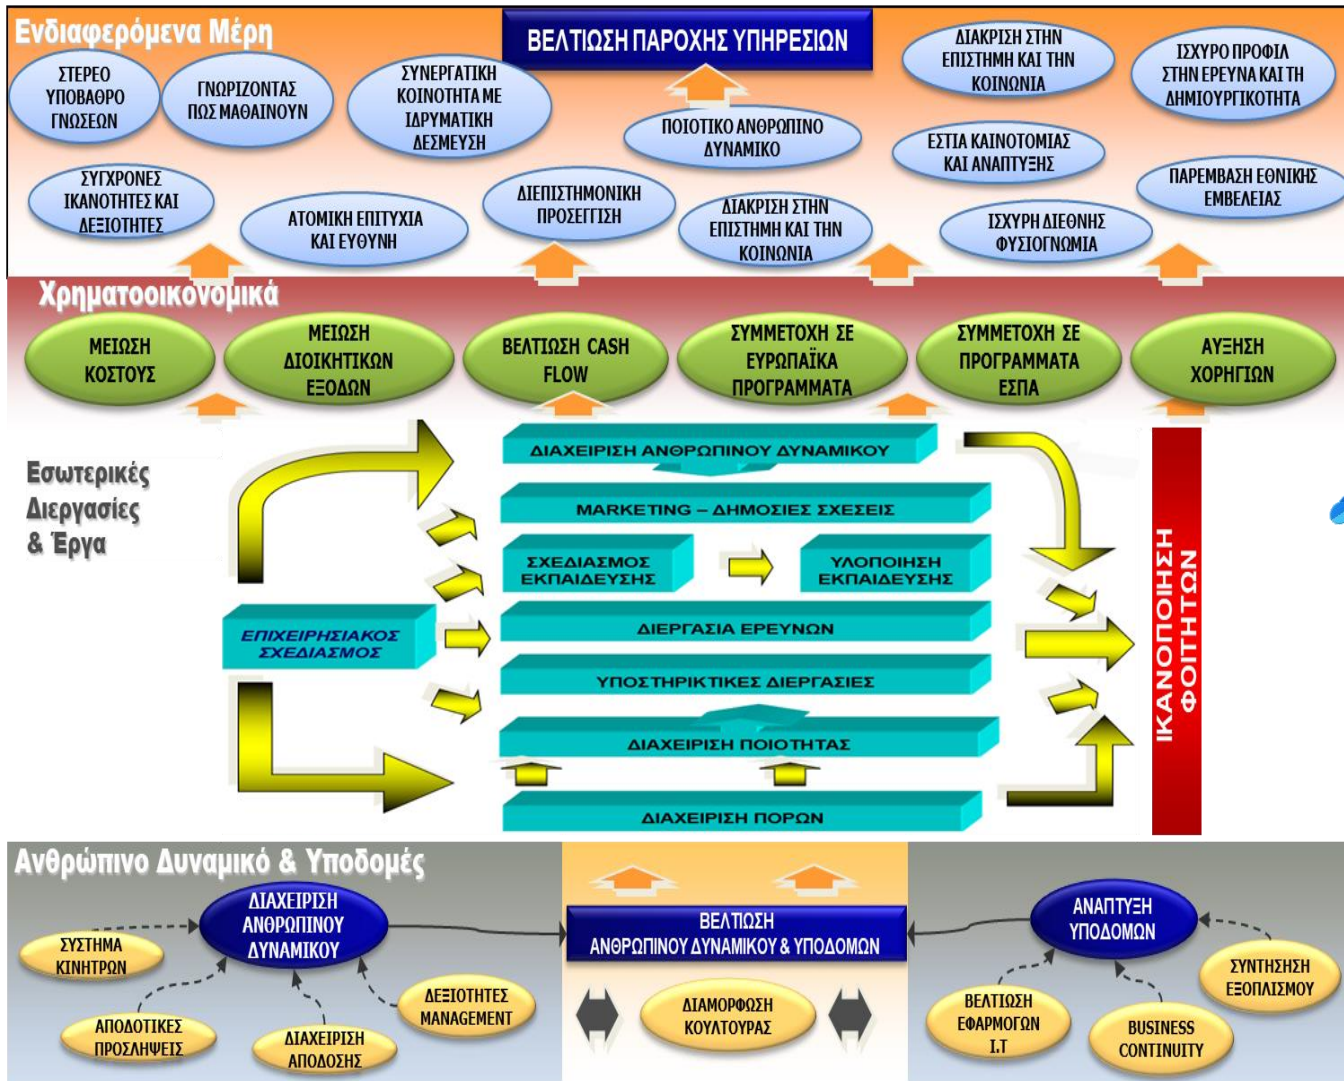 Ενδιαφερόμενα Μέρη
ΒΕΛΤΙΩΣΗ ΠΑΡΟΧΗΣ ΥΠΗΡΕΣΙΩΝ
ΣΤΕΡΕΟ
ΥΠΟΒΑΘΡΟ
ΓΝΩΣΕΩΝ
ΓΝΩΡΙΖΟΝΤΑΣ
ΠΩΣ ΜΑΘΑΙΝΟΥΝ
ΣΥΝΕΡΓΑΤΙΚΗ
ΚΟΙΝΟΤΗΤΑ ΜΕ
ΙΔΡΥΜΑΤΙΚΗ
ΔΕΣΜΕΥΣΗ
ΠΟΙΟΤΙΚΟ ΑΝΘΡΩΠΙΝΟ
ΔΥΝΑΜΙΚΟ
ΔΙΑΚΡΙΣΗ ΣΤΗΝ
ΕΠΙΣΤΗΜΗ ΚΑΙ ΤΗΝ
ΚΟΙΝΩΝΙΑ
ΙΣΧΥΡΟ ΠΡΟΦΙΛ
ΣΤΗΝ ΕΡΕΥΝΑ ΚΑΙ ΤΗ
ΔΗΜΙΟΥΡΓΙΚΟΤΗΤΑ
ΕΣΤΙΑ ΚΑΙΝΟΤΟΜΙΑΣ
ΚΑΙ ΑΝΑΠΤΥΞΗΣ
ΣΥΓΧΡΟΝΕΣ
ΙΚΑΝΟΤΗΤΕΣ ΚΑΙ
ΔΕΞΙΟΤΗΤΕΣ
ΑΤΟΜΙΚΗ ΕΠΙΤΥΧΙΑ
ΚΑΙ ΕΥΘΥΝΗ
ΔΙΕΠΙΣΤΗΜΟΝΙΚΗ
ΠΡΟΣΕΓΓΙΣΗ
ΔΙΑΚΡΙΣΗ ΣΤΗΝ
ΕΠΙΣΤΗΜΗ ΚΑΙ ΤΗΝ
ΚΟΙΝΩΝΙΑ
ΙΣΧΥΡΗ ΔΙΕΘΝΗΣ
ΦΥΣΙΟΓΝΩΜΙΑ
ΠΑΡΕΜΒΑΣΗ ΕΘΝΙΚΗΣ
ΕΜΒΕΛΕΙΑΣ
Χρηματοοικονομικά
ΜΕΙΩΣΗ
ΚΟΣΤΟΥΣ
ΜΕΙΩΣΗ
ΔΙΟΙΚΗΤΙΚΩΝ
ΕΞΟΔΩΝ
ΒΕΛΤΙΩΣΗ CASH
FLOW
ΣΥΜΜΕΤΟΧΗ ΣΕ
ΕΥΡΩΠΑΪΚΑ
ΠΡΟΓΡΑΜΜΑΤΑ
ΣΥΜΜΕΤΟΧΗ ΣΕ
ΠΡΟΓΡΑΜΜΑΤΑ
ΕΣΠΑ
ΑΥΞΗΣΗ
ΧΟΡΗΓΙΩΝ
Εσωτερικές
Διεργασίες
& Έργα
ΔΙΑΧΕΙΡΙΣΗ ΑΝΘΡΩΠΙΝΟΥ ΔΥΝΑΜΙΚΟΥ
MARKETING – ΔΗΜΟΣΙΕΣ ΣΧΕΣΕΙΣ
ΣΧΕΔΙΑΣΜΟΣ
ΕΚΠΑΙΔΕΥΣΗΣ
ΥΛΟΠΟΙΗΣΗ
ΕΚΠΑΙΔΕΥΣΗΣ
ΕΠΙΧΕΙΡΗΣΙΑΚΟΣ
ΣΧΕΔΙΑΣΜΟΣ
ΔΙΕΡΓΑΣΙΑ ΕΡΕΥΝΩΝ
ΥΠΟΣΤΗΡΙΚΤΙΚΕΣ ΔΙΕΡΓΑΣΙΕΣ
ΔΙΑΧΕΙΡΙΣΗ ΠΟΙΟΤΗΤΑΣ
ΔΙΑΧΕΙΡΙΣΗ ΠΟΡΩΝ
ΙΚΑΝΟΠΟΙΗΣΗ
ΦΟΙΤΗΤΩΝ
Ανθρώπινο Δυναμικό & Υποδομές
ΔΙΑΧΕΙΡΙΣΗ
ΑΝΘΡΩΠΙΝΟΥ
ΔΥΝΑΜΙΚΟΥ
ΣΥΣΤΗΜΑ
ΚΙΝΗΤΡΩΝ
ΑΠΟΔΟΤΙΚΕΣ
ΠΡΟΣΛΗΨΕΙΣ
ΔΙΑΧΕΙΡΙΣΗ
ΑΠΟΔΟΣΗΣ
ΔΕΞΙΟΤΗΤΕΣ
MANAGEMENT
ΒΕΛΤΙΩΣΗ
ΑΝΘΡΩΠΙΝΟΥ ΔΥΝΑΜΙΚΟΥ & ΥΠΟΔΟΜΩΝ
ΔΙΑΜΟΡΦΩΣΗ
ΚΟΥΛΤΟΥΡΑΣ
ΑΝΑΠΤΥΞΗ
ΥΠΟΔΟΜΩΝ
ΒΕΛΤΙΩΣΗ
ΕΦΑΡΜΟΓΩΝ
Ι.Τ
BUSINESS
CONTINUITY
ΣΥΝΤΗΣΗΣΗ
ΕΞΟΠΛΙΣΜΟΥ